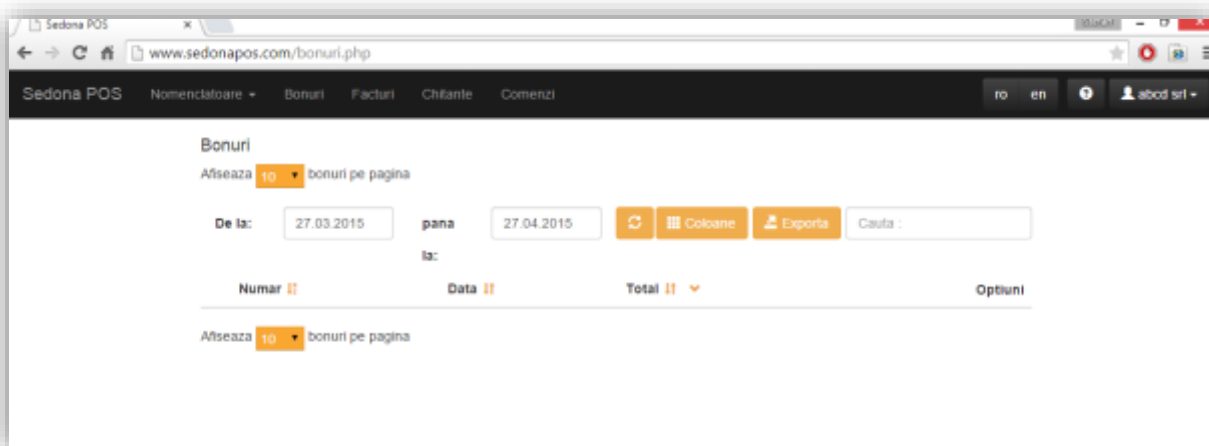 Sedona POS
www.sedonapos.com/bonuri.php
Sedona POS Nomenclatoare Bonuri Facturi Chitante Comenzi ro en abcd srl
Bonuri
Afiseaza 10 bonuri pe pagina
De la: 27.03.2015 pana la: 27.04.2015 Coloane Exporta Cauta :
Numar Data Total Optiuni
Afiseaza 10 bonuri pe pagina